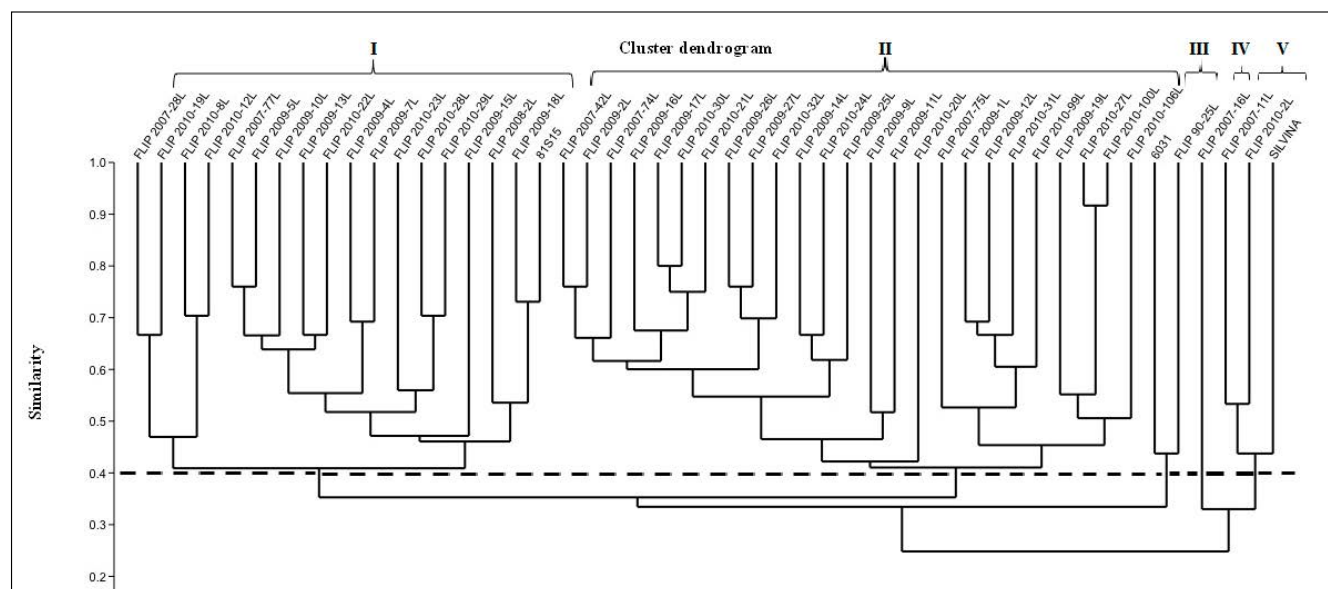 Cluster dendrogram
I
II
III
IV
V
FLIP 2007-28L
FLIP 2010-19L
FLIP 2010-8L
FLIP 2010-12L
FLIP 2007-77L
FLIP 2009-5L
FLIP 2009-10L
FLIP 2009-13L
FLIP 2010-22L
FLIP 2009-4L
FLIP 2009-7L
FLIP 2010-23L
FLIP 2010-28L
FLIP 2010-29L
FLIP 2009-15L
FLIP 2008-2L
FLIP 2009-18L
81S15
FLIP 2007-42L
FLIP 2009-2L
FLIP 2007-74L
FLIP 2009-16L
FLIP 2009-17L
FLIP 2010-30L
FLIP 2010-21L
FLIP 2009-26L
FLIP 2009-27L
FLIP 2010-32L
FLIP 2009-14L
FLIP 2010-24L
FLIP 2009-25L
FLIP 2009-9L
FLIP 2009-11L
FLIP 2010-20L
FLIP 2007-75L
FLIP 2009-1L
FLIP 2009-12L
FLIP 2010-31L
FLIP 2010-99L
FLIP 2009-19L
FLIP 2010-27L
FLIP 2010-100L
FLIP 2010-106L
6031
FLIP 90-25L
FLIP 2007-16L
FLIP 2007-11L
FLIP 2010-2L
SILVINA
1.0
0.9
0.8
0.7
0.6
0.5
0.4
0.3
0.2
Similarity